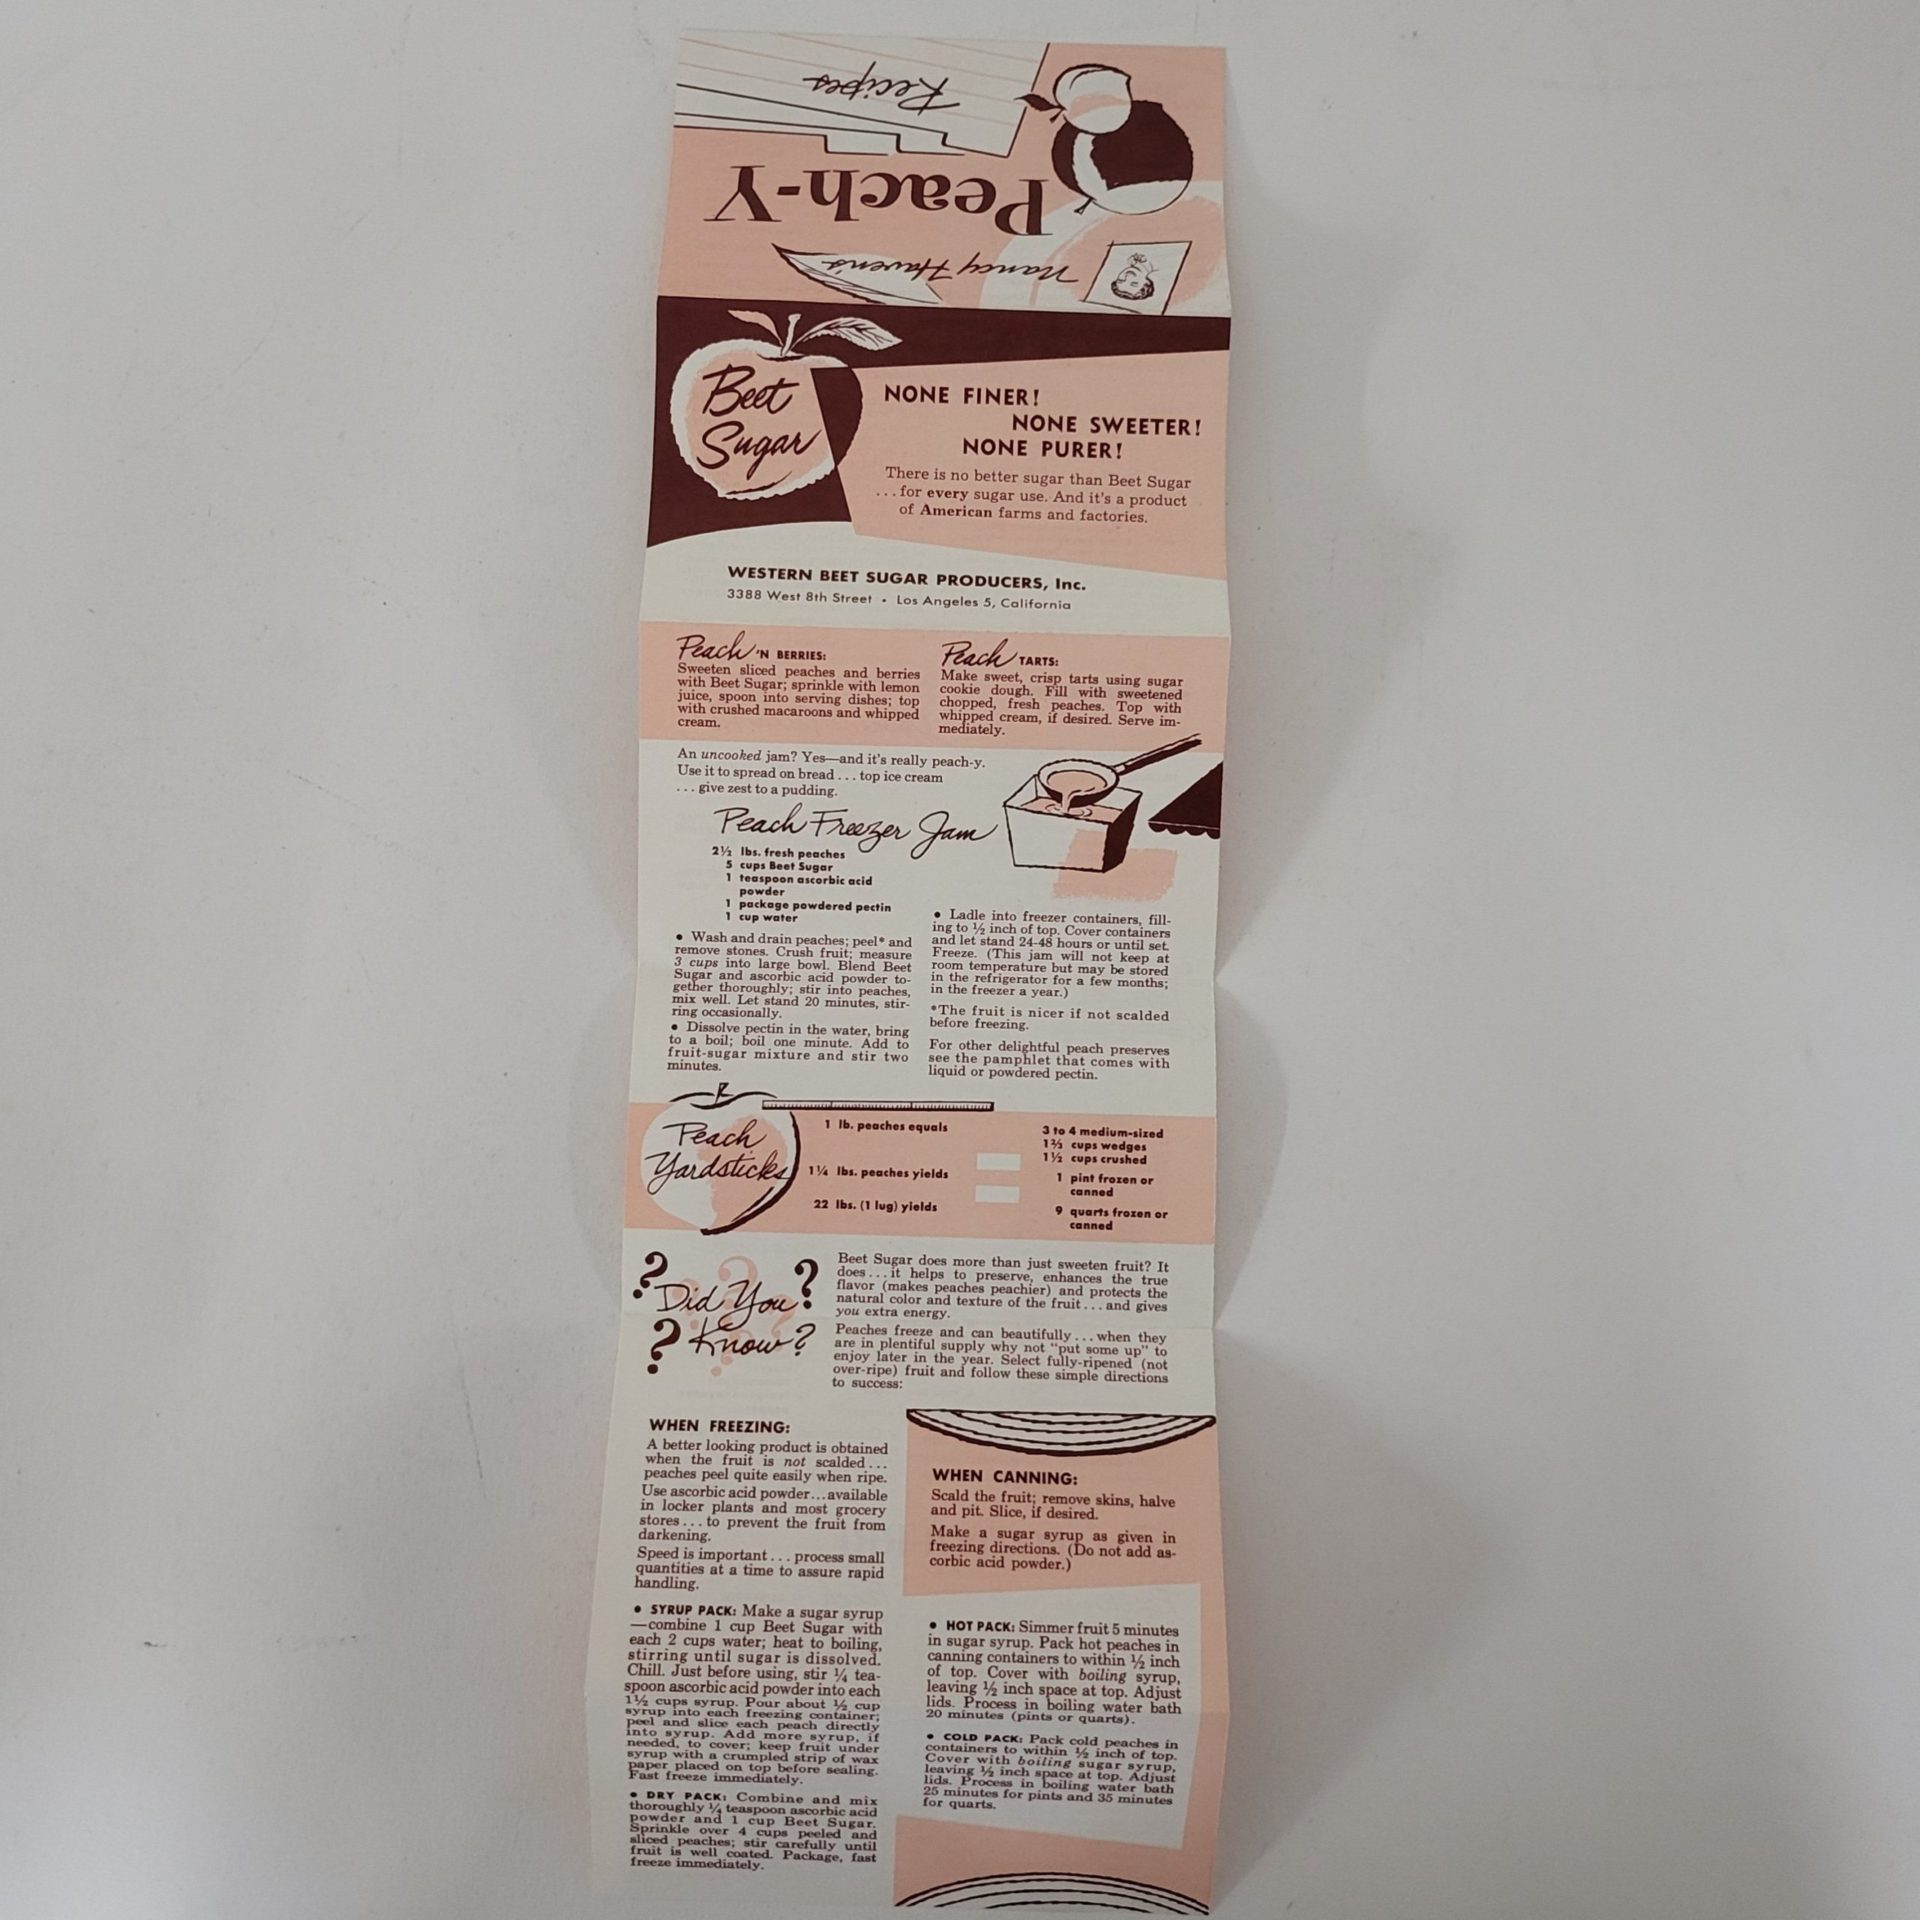 Recipes
Peach-Y
Nancy Haven's
Beet
Sugar
NONE FINER!
NONE SWEETER!
NONE PURER!
There is no better sugar than Beet Sugar
...for every sugar use. And it's a product
of American farms and factories.
WESTERN BEET SUGAR PRODUCERS, Inc.
3388 West 8th Street • Los Angeles 5, California
Peach 'N BERRIES:
Sweeten sliced peaches and berries
with Beet Sugar; sprinkle with lemon
juice, spoon into serving dishes; top
with crushed macaroons and whipped
cream.
Peach TARTS:
Make sweet, crisp tarts using sugar
cookie dough. Fill with sweetened
chopped, fresh peaches. Top with
whipped cream, if desired. Serve im-
mediately.
An uncooked jam? Yes—and it's really peach-y.
Use it to spread on bread ... top ice cream
... give zest to a pudding.
Peach Freezer Jam
2½ lbs. fresh peaches
5 cups Beet Sugar
1 teaspoon ascorbic acid
powder
1 package powdered pectin
1 cup water
• Wash and drain peaches; peel* and
remove stones. Crush fruit; measure
3 cups into large bowl. Blend Beet
Sugar and ascorbic acid powder to-
gether thoroughly; stir into peaches,
mix well. Let stand 20 minutes, stir-
ring occasionally.
• Dissolve pectin in the water, bring
to a boil; boil one minute. Add to
fruit-sugar mixture and stir two
minutes.
• Ladle into freezer containers, fill-
ing to ½ inch of top. Cover containers
and let stand 24-48 hours or until set.
Freeze. (This jam will not keep at
room temperature but may be stored
in the refrigerator for a few months;
in the freezer a year.)
*The fruit is nicer if not scalded
before freezing.
For other delightful peach preserves
see the pamphlet that comes with
liquid or powdered pectin.
Peach
Yardsticks
1 lb. peaches equals
3 to 4 medium-sized
1⅔ cups wedges
1½ cups crushed
1¼ lbs. peaches yields
1 pint frozen or
canned
22 lbs. (1 lug) yields
9 quarts frozen or
canned
? Did You ?
? Know?
Beet Sugar does more than just sweeten fruit? It
does...it helps to preserve, enhances the true
flavor (makes peaches peachier) and protects the
natural color and texture of the fruit...and gives
you extra energy.
Peaches freeze and can beautifully...when they
are in plentiful supply why not "put some up" to
enjoy later in the year. Select fully-ripened (not
over-ripe) fruit and follow these simple directions
to success:
WHEN FREEZING:
A better looking product is obtained
when the fruit is not scalded...
peaches peel quite easily when ripe.
Use ascorbic acid powder...available
in locker plants and most grocery
stores...to prevent the fruit from
darkening.
Speed is important...process small
quantities at a time to assure rapid
handling.
• SYRUP PACK: Make a sugar syrup
—combine 1 cup Beet Sugar with
each 2 cups water; heat to boiling,
stirring until sugar is dissolved.
Chill. Just before using, stir ¼ tea-
spoon ascorbic acid powder into each
1½ cups syrup. Pour about ½ cup
syrup into each freezing container;
peel and slice each peach directly
into syrup. Add more syrup, if
needed, to cover; keep fruit under
syrup with a crumpled strip of wax
paper placed on top before sealing.
Fast freeze immediately.
• DRY PACK: Combine and mix
thoroughly ¼ teaspoon ascorbic acid
powder and 1 cup Beet Sugar.
Sprinkle over 4 cups peeled and
sliced peaches; stir carefully until
fruit is well coated. Package, fast
freeze immediately.
WHEN CANNING:
Scald the fruit; remove skins, halve
and pit. Slice, if desired.
Make a sugar syrup as given in
freezing directions. (Do not add as-
corbic acid powder.)
• HOT PACK: Simmer fruit 5 minutes
in sugar syrup. Pack hot peaches in
canning containers to within ½ inch
of top. Cover with boiling syrup,
leaving ½ inch space at top. Adjust
lids. Process in boiling water bath
20 minutes (pints or quarts).
• COLD PACK: Pack cold peaches in
containers to within ½ inch of top.
Cover with boiling sugar syrup,
leaving ½ inch space at top. Adjust
lids. Process in boiling water bath
25 minutes for pints and 35 minutes
for quarts.